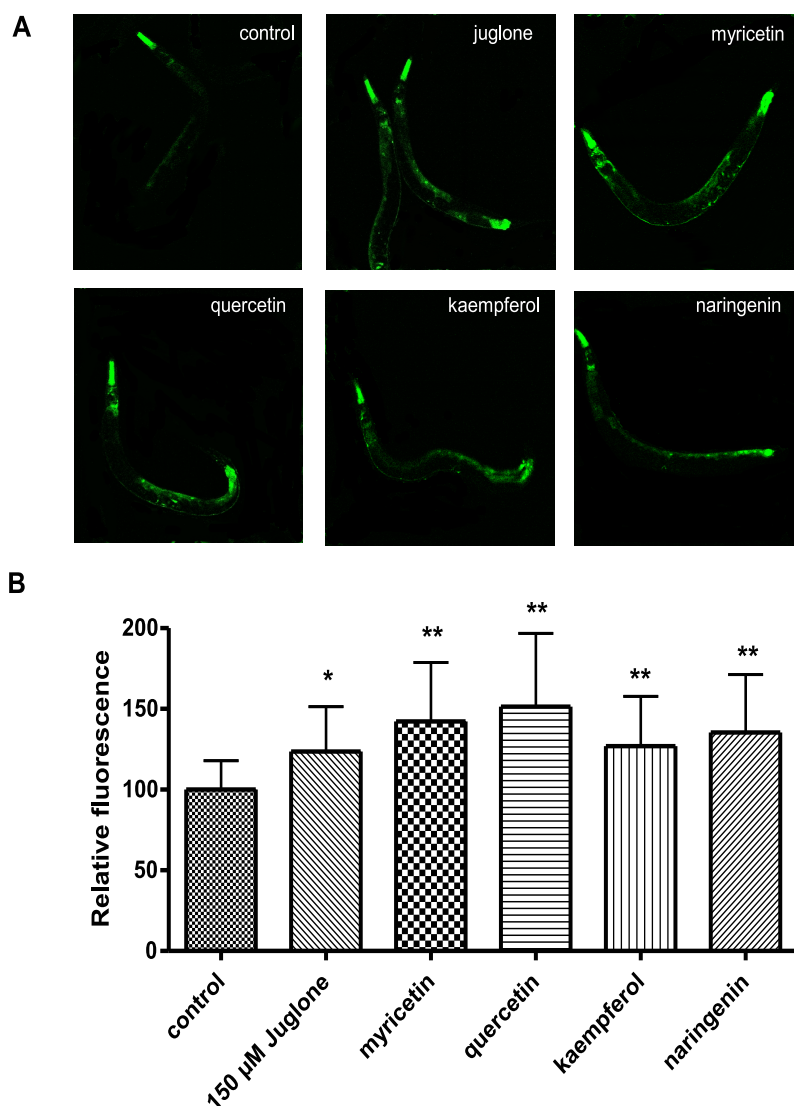 A
control
juglone
myricetin
quercetin
kaempferol
naringenin
B
Relative fluorescence
200
150
100
50
0
*
**
**
**
**
control
150 µM Juglone
myricetin
quercetin
kaempferol
naringenin